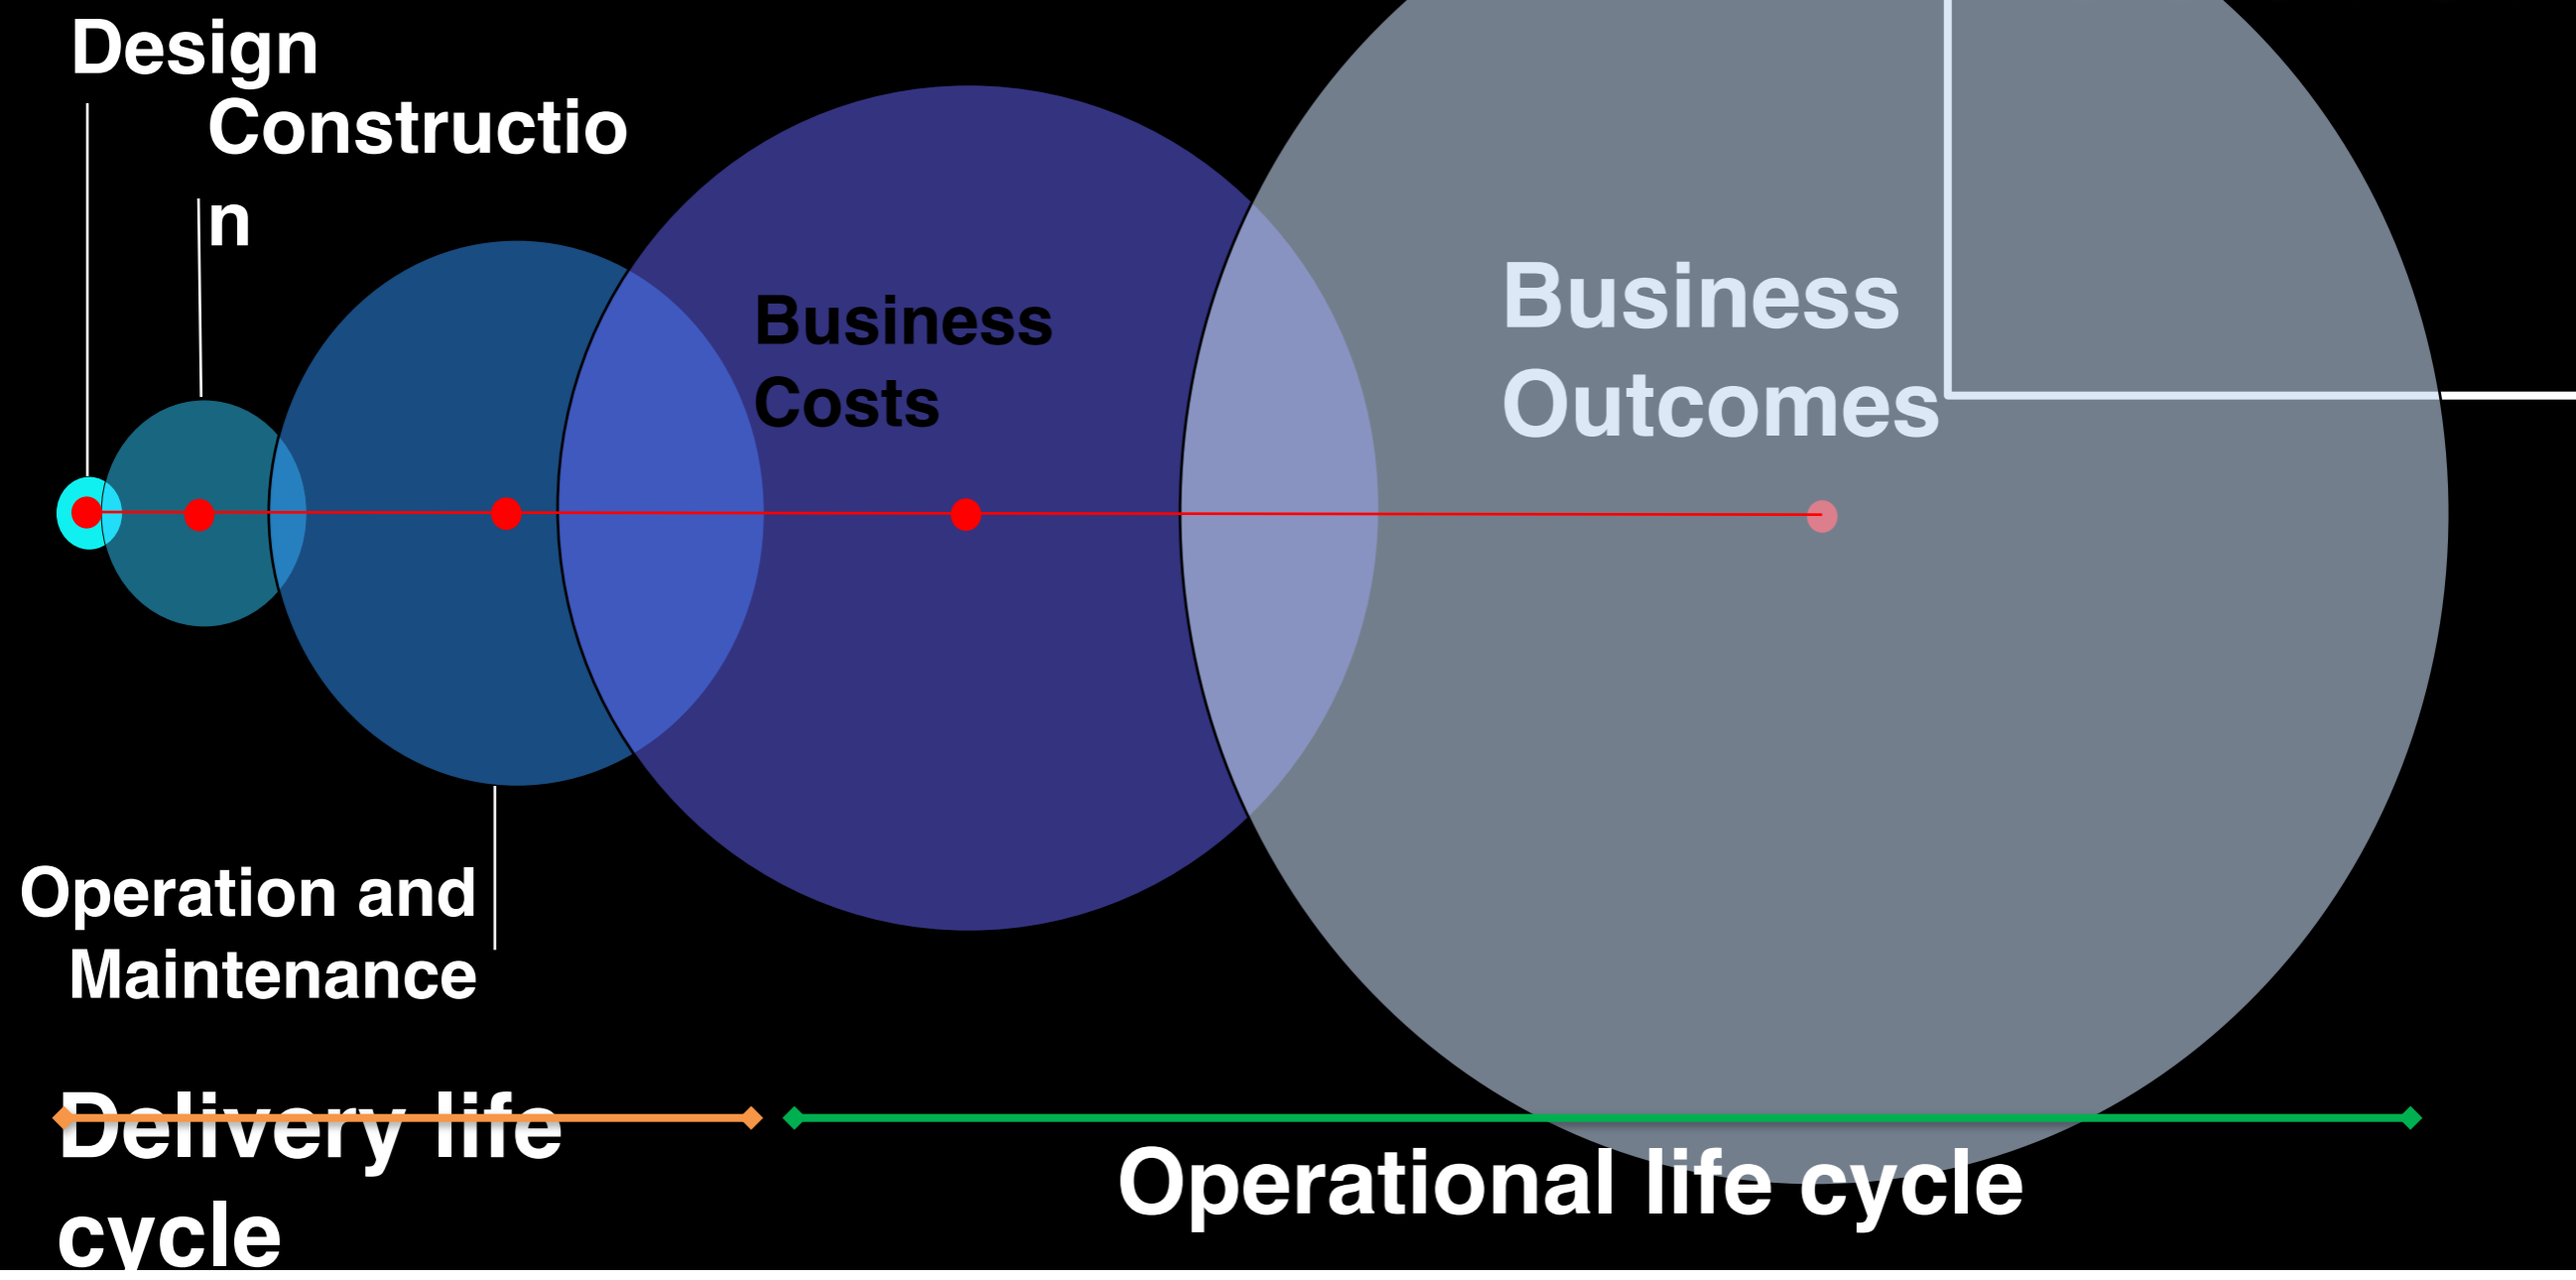 Design
Constructio
n
Business
Costs
Business
Outcomes
Operation and
Maintenance
Delivery life
cycle
Operational life cycle